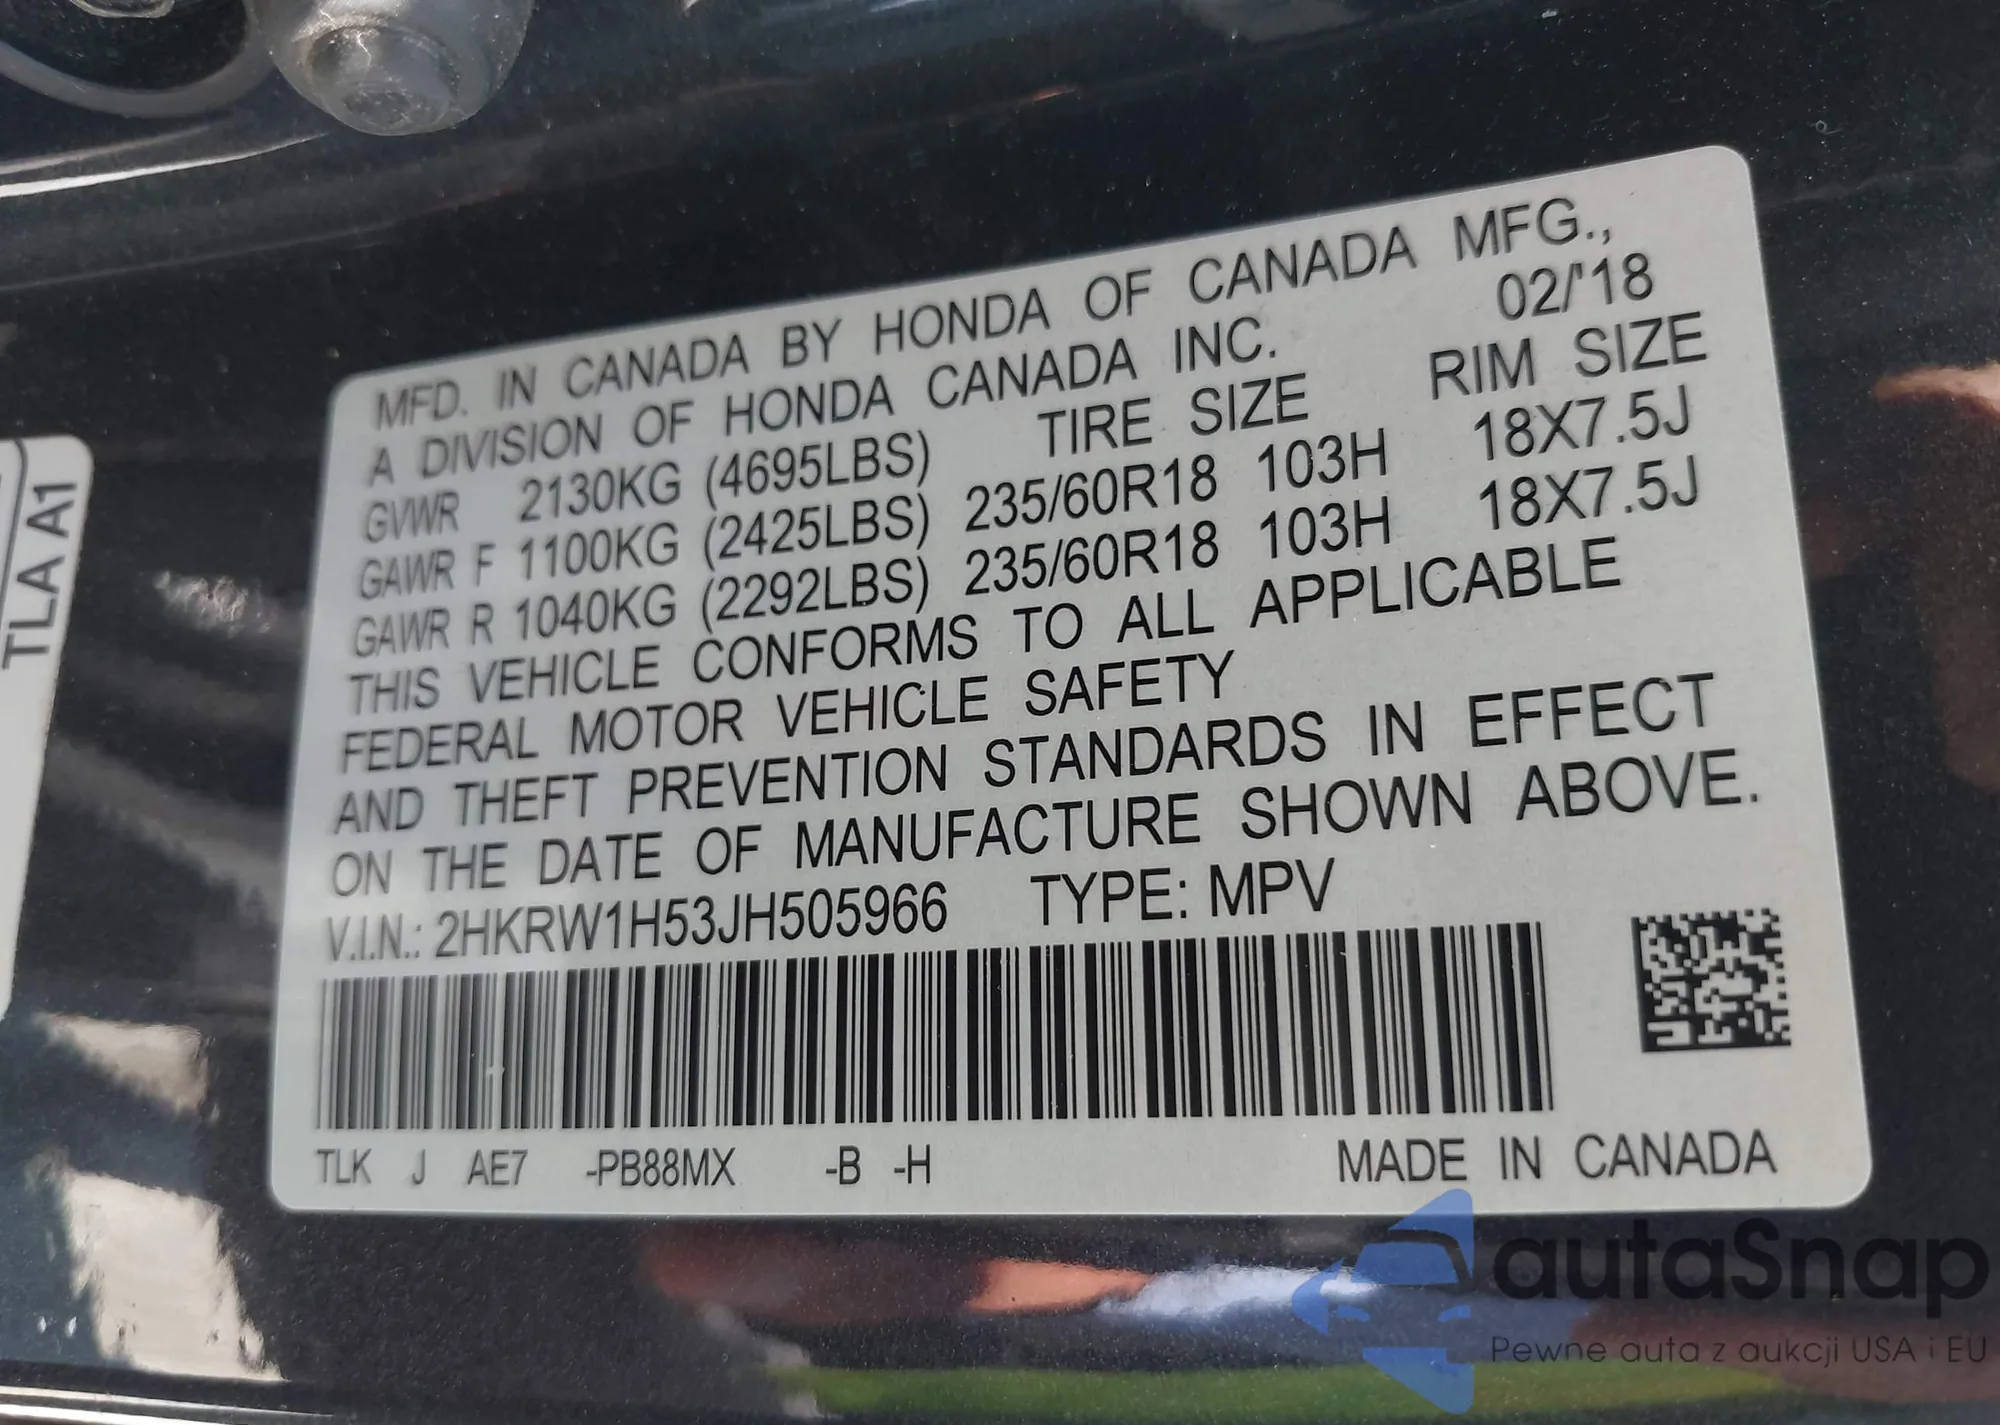 MFD. IN CANADA BY HONDA OF CANADA MFG.,
A DIVISION OF HONDA CANADA INC. 02/'18
GVWR 2130KG (4695LBS) TIRE SIZE RIM SIZE
GAWR F 1100KG (2425LBS) 235/60R18 103H 18X7.5J
GAWR R 1040KG (2292LBS) 235/60R18 103H 18X7.5J
THIS VEHICLE CONFORMS TO ALL APPLICABLE
FEDERAL MOTOR VEHICLE SAFETY
AND THEFT PREVENTION STANDARDS IN EFFECT
ON THE DATE OF MANUFACTURE SHOWN ABOVE.
V.I.N.: 2HKRW1H53JH505966 TYPE: MPV
TLK J AE7 -PB88MX -B -H MADE IN CANADA
TLA A1
autaSnap
Pewne auta z aukcji USA i EU